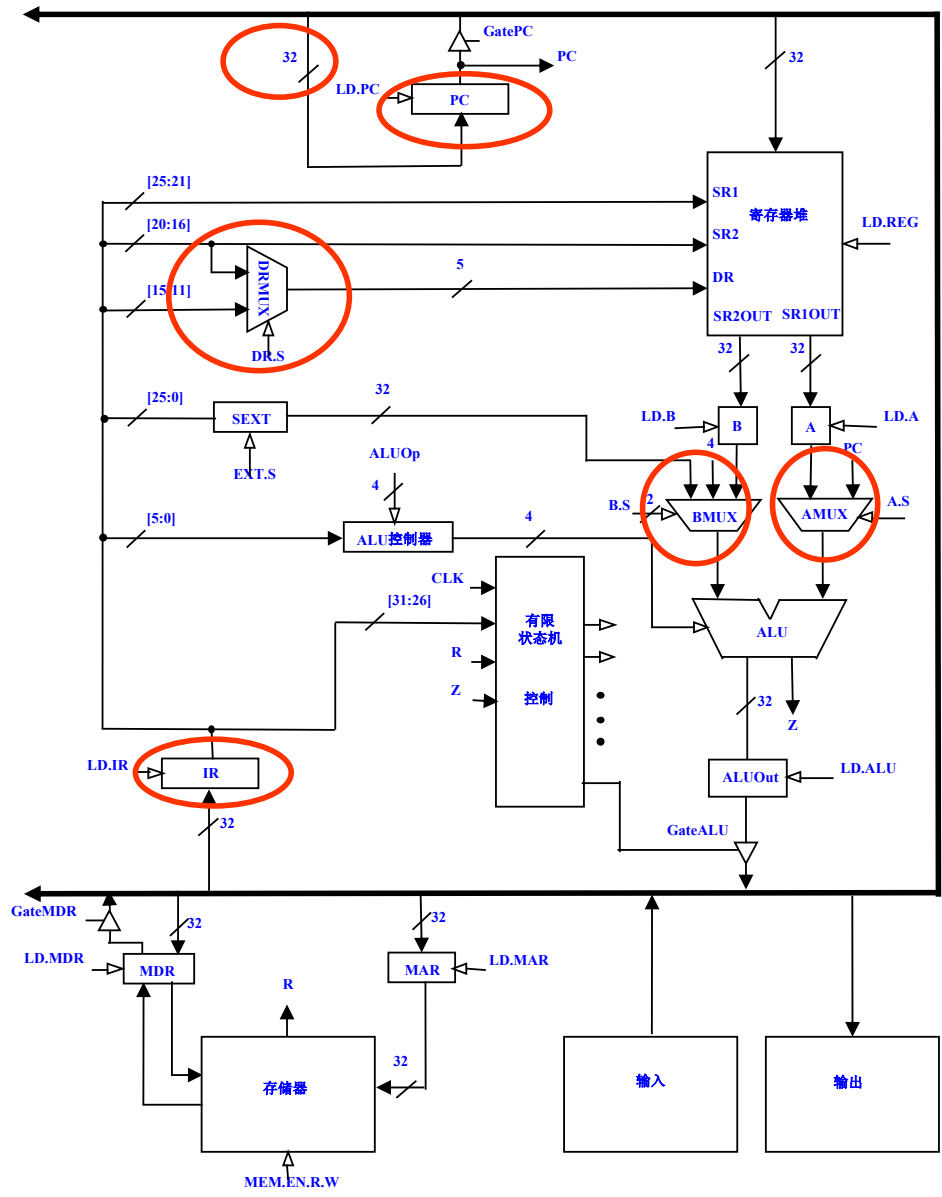 GatePC
32
PC
32
LD.PC
PC
[25:21]
SR1
寄存器堆
[20:16]
SR2
LD.REG
DRMUX
5
DR
[15:11]
SR2OUT
SR1OUT
DR.S
32
32
[25:0]
32
SEXT
LD.B
B
A
LD.A
4
PC
EXT.S
ALUOp
4
B.S
2
BMUX
AMUX
A.S
[5:0]
ALU控制器
4
CLK
[31:26]
有限
状态机
ALU
R
Z
控制
32
Z
LD.IR
IR
ALUOut
LD.ALU
32
GateALU
GateMDR
32
32
LD.MDR
MDR
MAR
LD.MAR
R
32
存储器
输入
输出
MEM.EN.R.W